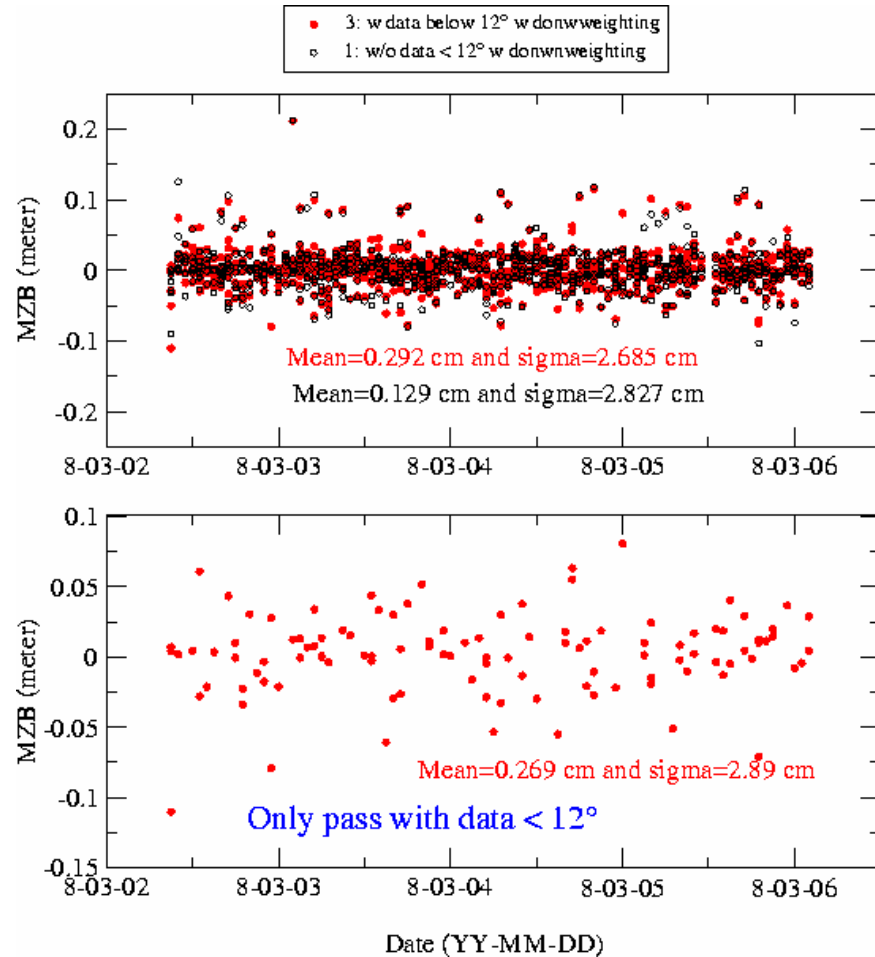 3: w data below 12° w donwweighting
1: w/o data < 12° w donwnweighting
0.2
0.1
0
-0.1
-0.2
MZB (meter)
Mean=0.292 cm and sigma=2.685 cm
Mean=0.129 cm and sigma=2.827 cm
8-03-02 8-03-03 8-03-04 8-03-05 8-03-06
0.1
0.05
0
-0.05
-0.1
-0.15
MZB (meter)
Mean=0.269 cm and sigma=2.89 cm
Only pass with data < 12°
8-03-02 8-03-03 8-03-04 8-03-05 8-03-06
Date (YY-MM-DD)